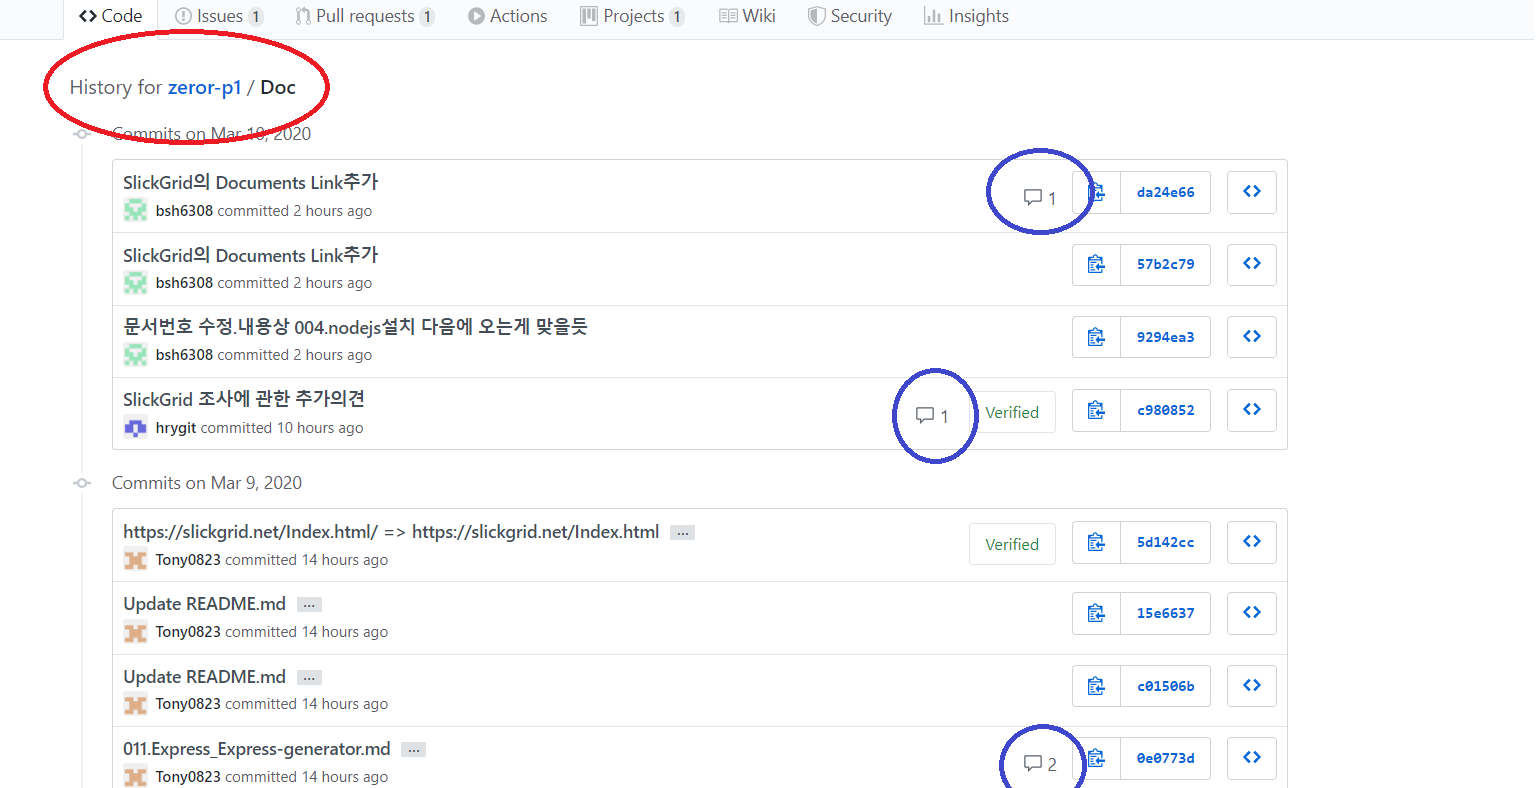 Code Issues 1 Pull requests 1 Actions Projects 1 Wiki Security Insights
History for zeror-p1 / Doc
Commits on Mar 10, 2020
SlickGrid의 Documents Link추가
1 da24e66
bsh6308 committed 2 hours ago
SlickGrid의 Documents Link추가
57b2c79
bsh6308 committed 2 hours ago
문서번호 수정.내용상 004.nodejs설치 다음에 오는게 맞을듯
9294ea3
bsh6308 committed 2 hours ago
SlickGrid 조사에 관한 추가의견
1 Verified c980852
hrygit committed 10 hours ago
Commits on Mar 9, 2020
https://slickgrid.net/Index.html/ => https://slickgrid.net/Index.html ...
Verified 5d142cc
Tony0823 committed 14 hours ago
Update README.md ...
15e6637
Tony0823 committed 14 hours ago
Update README.md ...
c01506b
Tony0823 committed 14 hours ago
011.Express_Express-generator.md ...
2 0e0773d
Tony0823 committed 14 hours ago